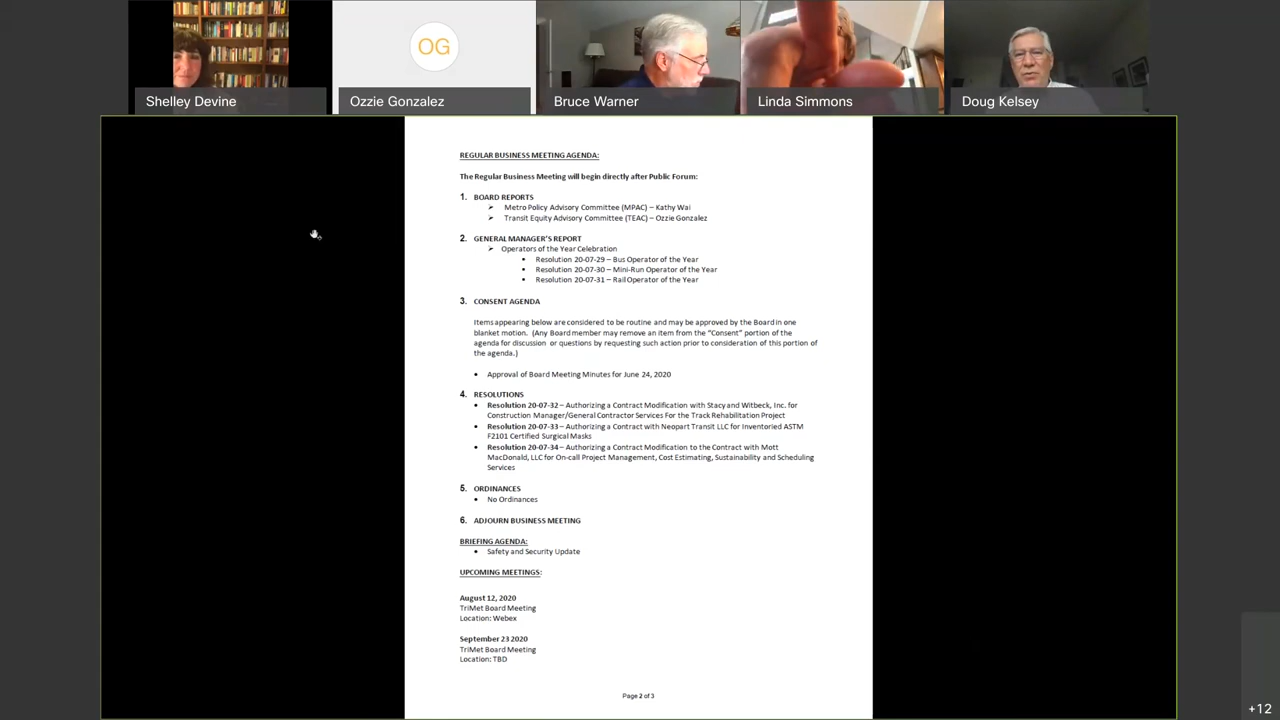 OG
Shelley Devine
Ozzie Gonzalez
Bruce Warner
Linda Simmons
Doug Kelsey
REGULAR BUSINESS MEETING AGENDA:
The Regular Business Meeting will begin directly after Public Forum:
1. BOARD REPORTS
➢ Metro Policy Advisory Committee (MPAC) – Kathy Wai
➢ Transit Equity Advisory Committee (TEAC) – Ozzie Gonzalez
2. GENERAL MANAGER'S REPORT
➢ Operators of the Year Celebration
• Resolution 20-07-29 – Bus Operator of the Year
• Resolution 20-07-30 – Mini-Run Operator of the Year
• Resolution 20-07-31 – Rail Operator of the Year
3. CONSENT AGENDA
Items appearing below are considered to be routine and may be approved by the Board in one
blanket motion. (Any Board member may remove an item from the "Consent" portion of the
agenda for discussion or questions by requesting such action prior to consideration of this portion of
the agenda.)
• Approval of Board Meeting Minutes for June 24, 2020
4. RESOLUTIONS
• Resolution 20-07-32 – Authorizing a Contract Modification with Stacy and Witbeck, Inc. for
Construction Manager/General Contractor Services For the Track Rehabilitation Project
• Resolution 20-07-33 – Authorizing a Contract with Neopart Transit LLC for Inventoried ASTM
F2101 Certified Surgical Masks
• Resolution 20-07-34 – Authorizing a Contract Modification to the Contract with Mott
MacDonald, LLC for On-call Project Management, Cost Estimating, Sustainability and Scheduling
Services
5. ORDINANCES
• No Ordinances
6. ADJOURN BUSINESS MEETING
BRIEFING AGENDA:
• Safety and Security Update
UPCOMING MEETINGS:
August 12, 2020
TriMet Board Meeting
Location: Webex
September 23 2020
TriMet Board Meeting
Location: TBD
Page 2 of 3
+12